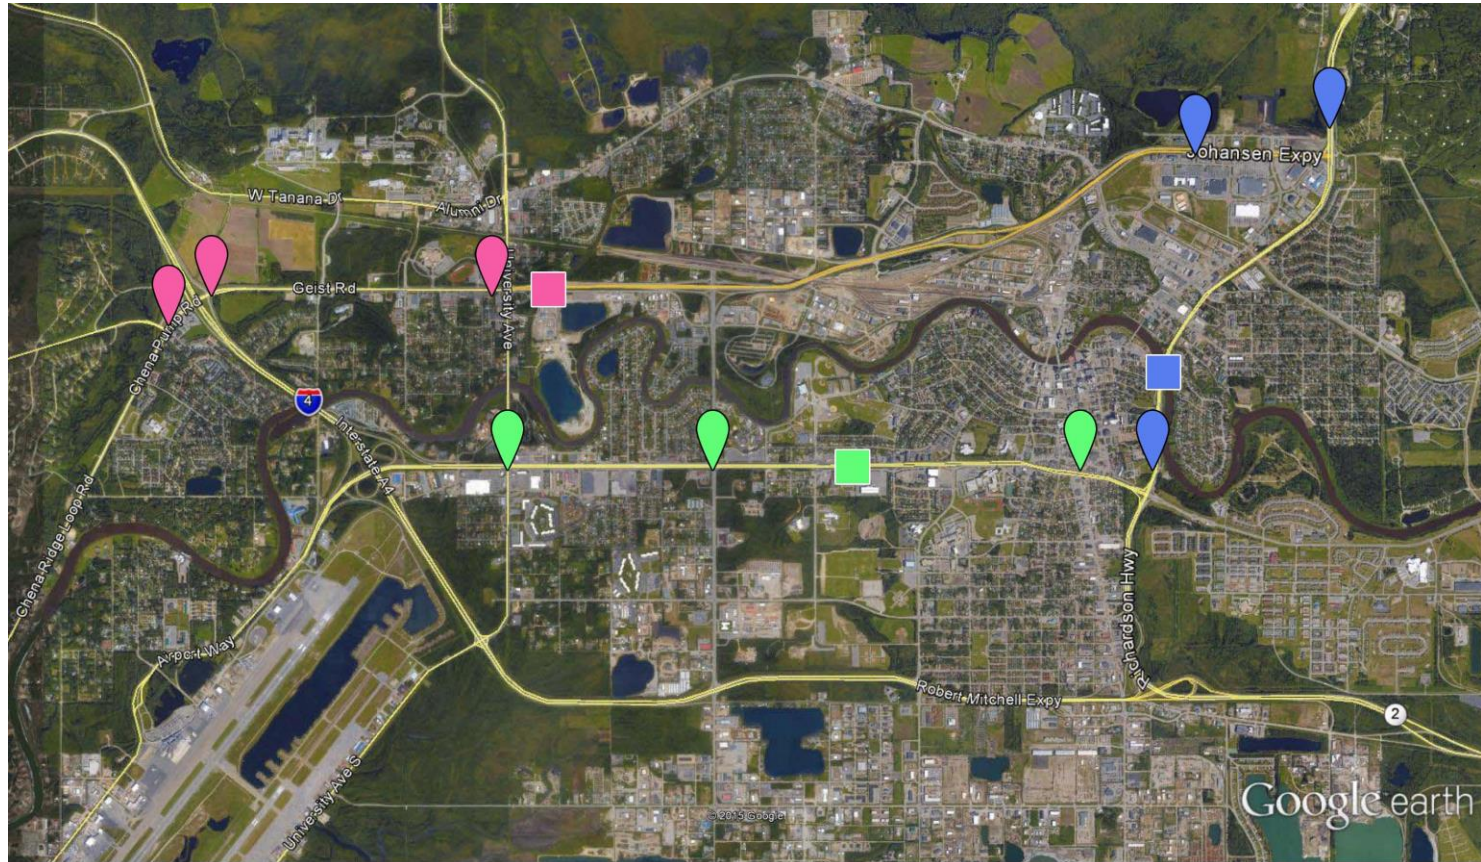 Johansen Expy
W Tanana Dr
Alumni Dr
University Ave
Geist Rd
Chena Pump Rd
4
Interstate A4
Chena Ridge Loop Rd
Airport Way
Richardson Hwy
Robert Mitchell Expy
2
University Ave S
© 2015 Google
Google earth